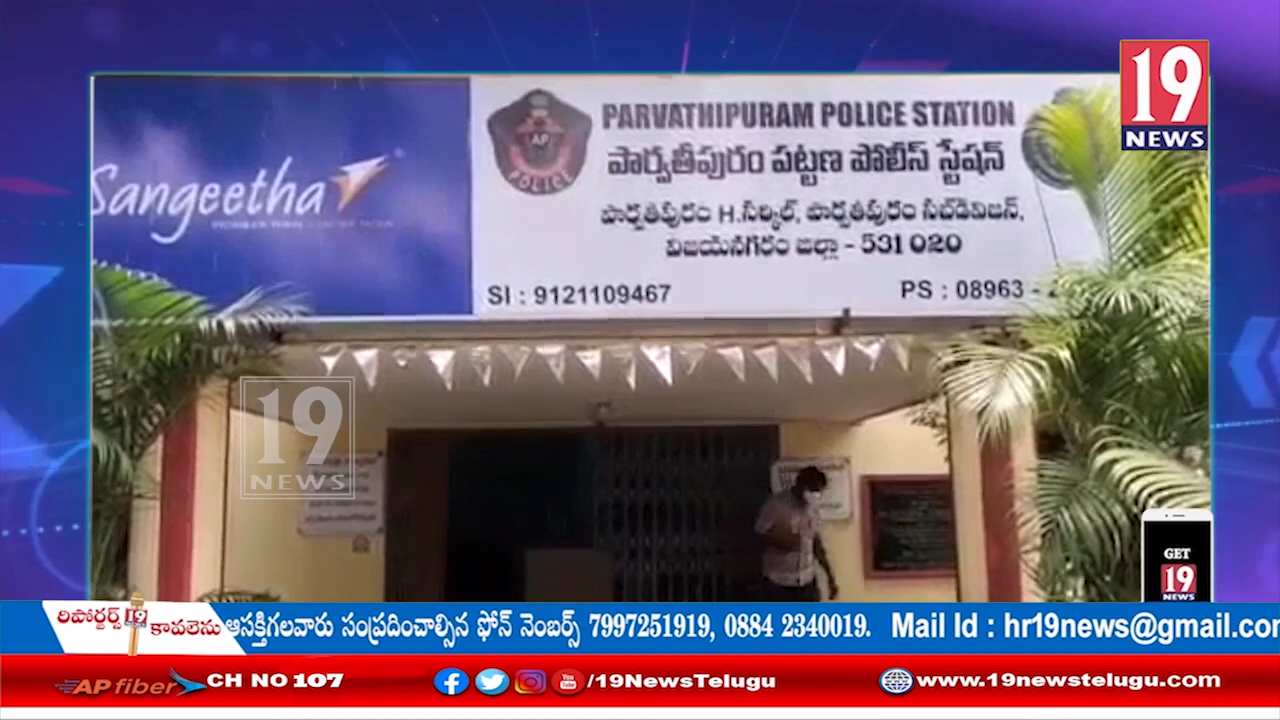 19
NEWS
Sangeetha
AP
POLICE
PARVATHIPURAM POLICE STATION
పార్వతీపురం పట్టణ పోలీస్ స్టేషన్
పార్వతీపురం H.సర్కిల్, పార్వతీపురం సబ్‌డివిజన్,
విజయనగరం జిల్లా - 531 020
SI : 9121109467
PS : 08963 -
19
NEWS
GET
19
NEWS
రిపోర్టర్స్ 19 కావలెను
ఆసక్తిగలవారు సంప్రదించాల్సిన ఫోన్ నెంబర్స్ 7997251919, 0884 2340019. Mail Id : hr19news@gmail.com
AP fiber CH NO 107
/19NewsTelugu
www.19newstelugu.com